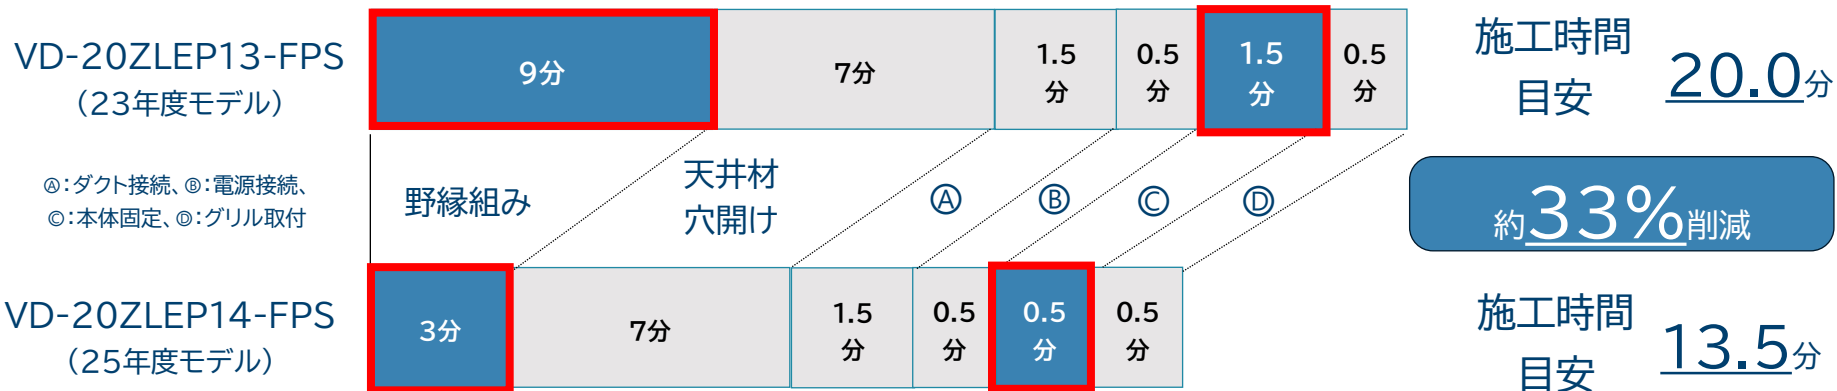 VD-20ZLEP13-FPS
（23年度モデル）
9分
7分
1.5
分
0.5
分
1.5
分
0.5
分
施工時間
目安
20.0分
Ⓐ：ダクト接続、Ⓑ：電源接続、
Ⓒ：本体固定、Ⓓ：グリル取付
野縁組み
天井材
穴開け
Ⓐ
Ⓑ
Ⓒ
Ⓓ
約33%削減
VD-20ZLEP14-FPS
（25年度モデル）
3分
7分
1.5
分
0.5
分
0.5
分
0.5
分
施工時間
目安
13.5分